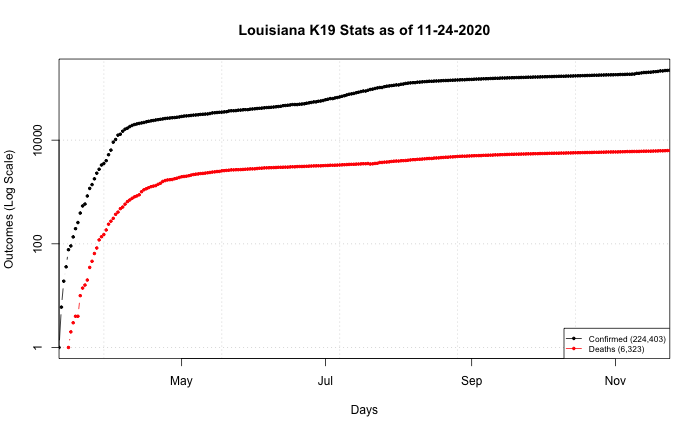 Louisiana K19 Stats as of 11-24-2020
Outcomes (Log Scale)
10000
100
1
Confirmed (224,403)
Deaths (6,323)
May Jul Sep Nov
Days